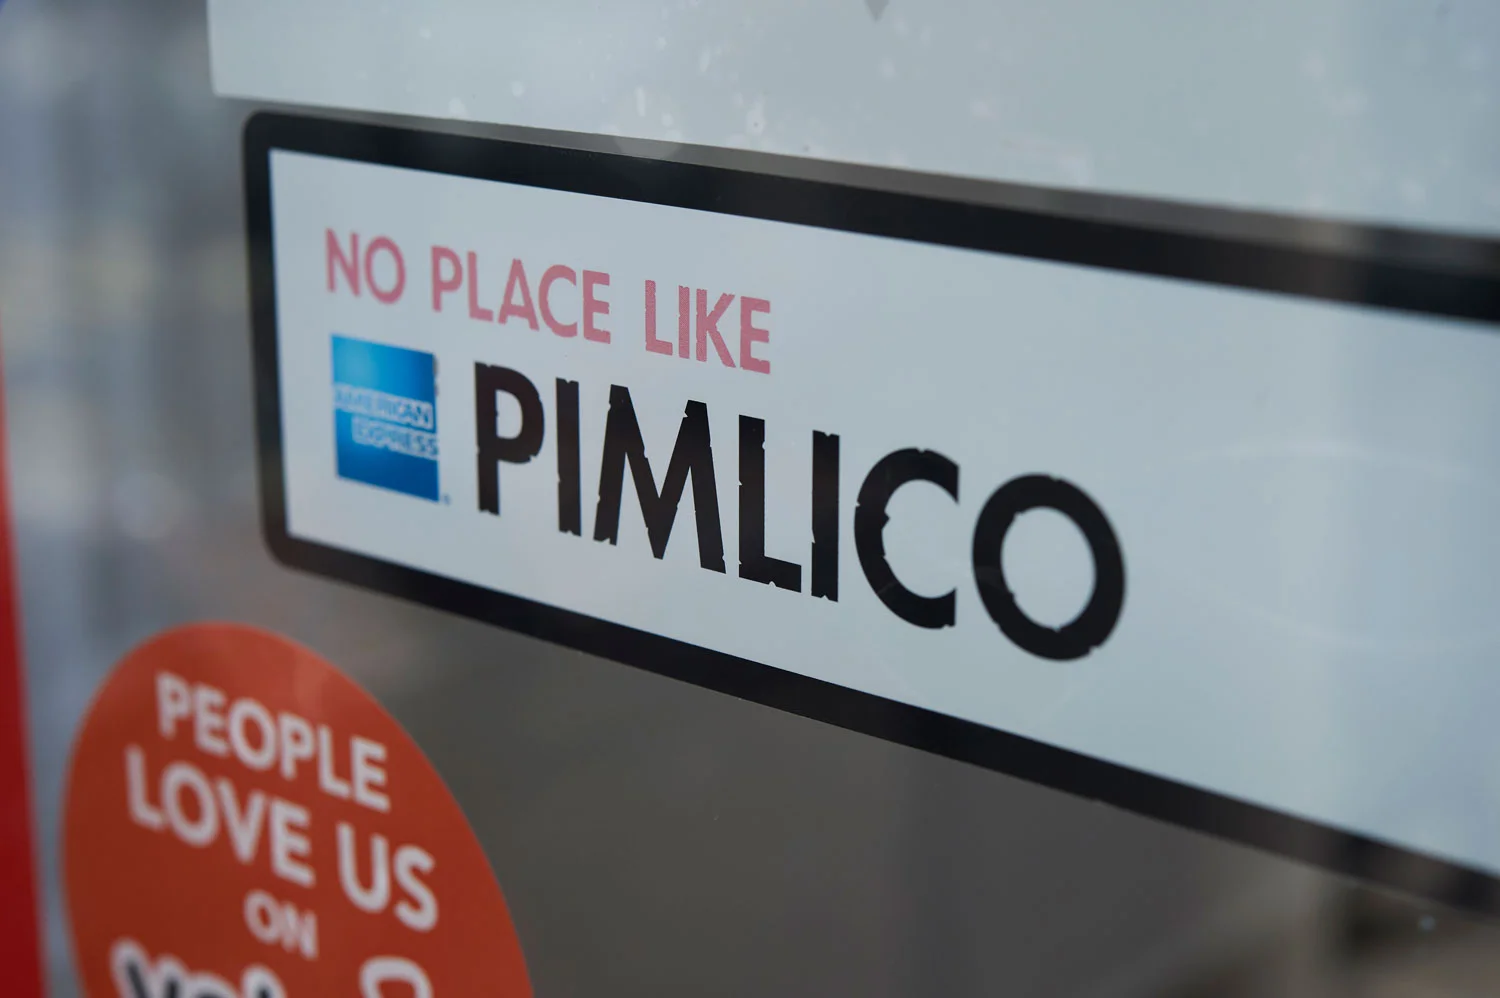 NO PLACE LIKE
AMERICAN
EXPRESS
PIMLICO
PEOPLE
LOVE US
ON